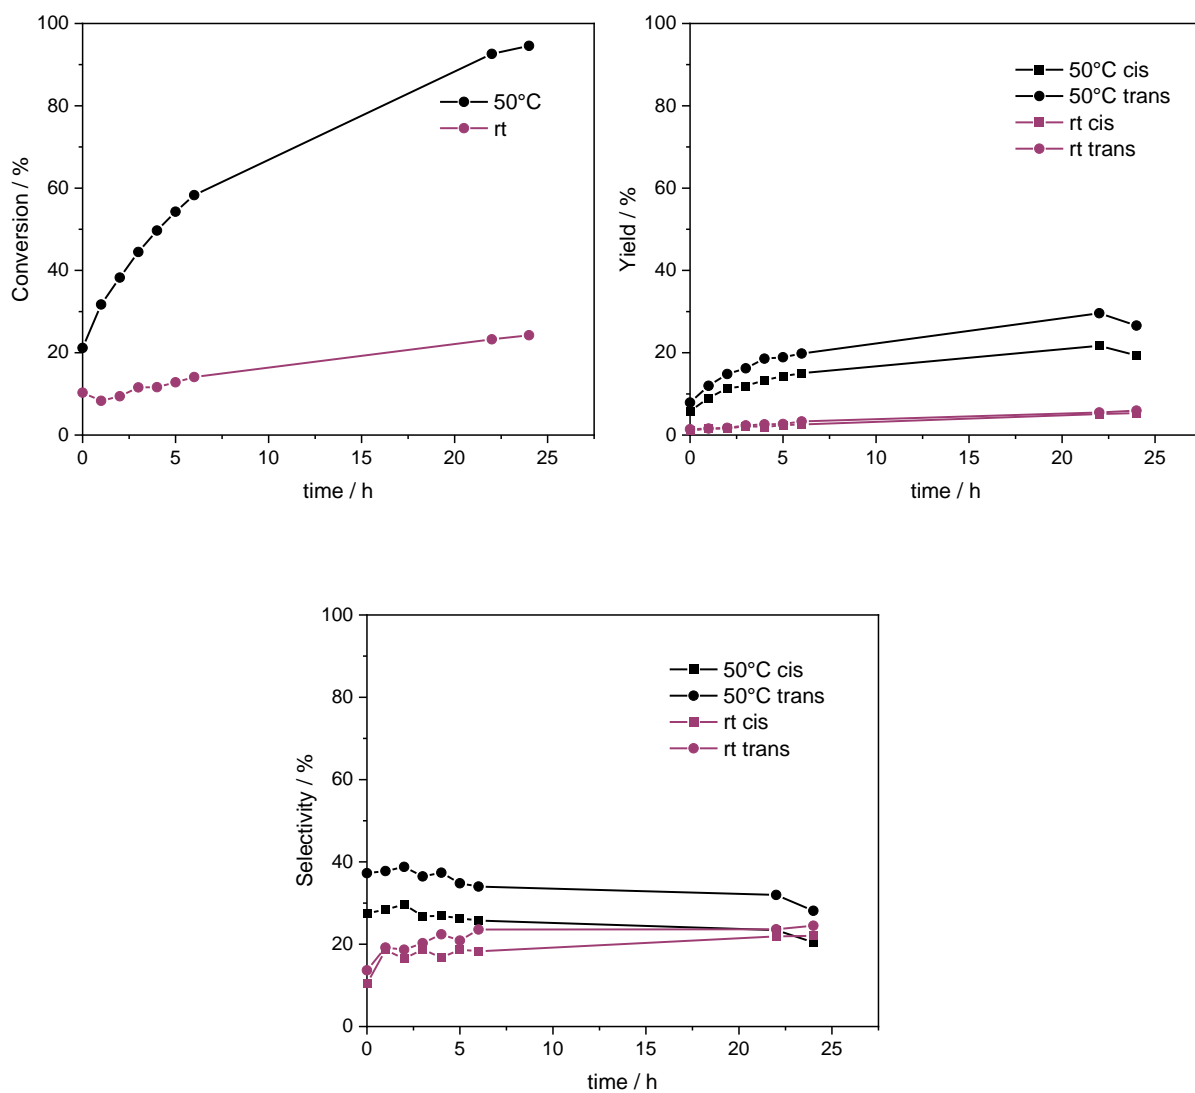 100
80
60
40
20
0
Conversion / %
50°C
rt
0 5 10 15 20 25
time / h
100
80
60
40
20
0
Yield / %
50°C cis
50°C trans
rt cis
rt trans
0 5 10 15 20 25
time / h
100
80
60
40
20
0
Selectivity / %
50°C cis
50°C trans
rt cis
rt trans
0 5 10 15 20 25
time / h